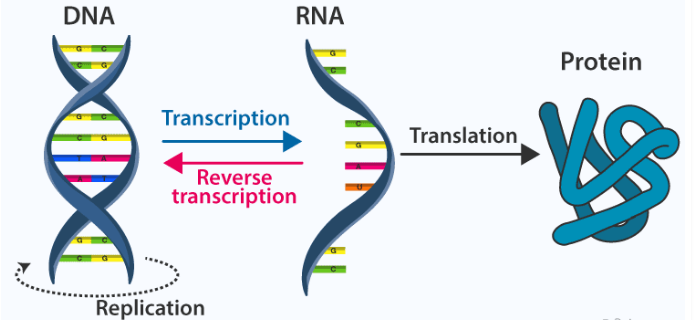 DNA
RNA
Protein
G C
C G
G C
C G
T A
A T
G C
C G
Transcription
Reverse
transcription
G
C
C
G
A
U
G
C
Translation
Replication